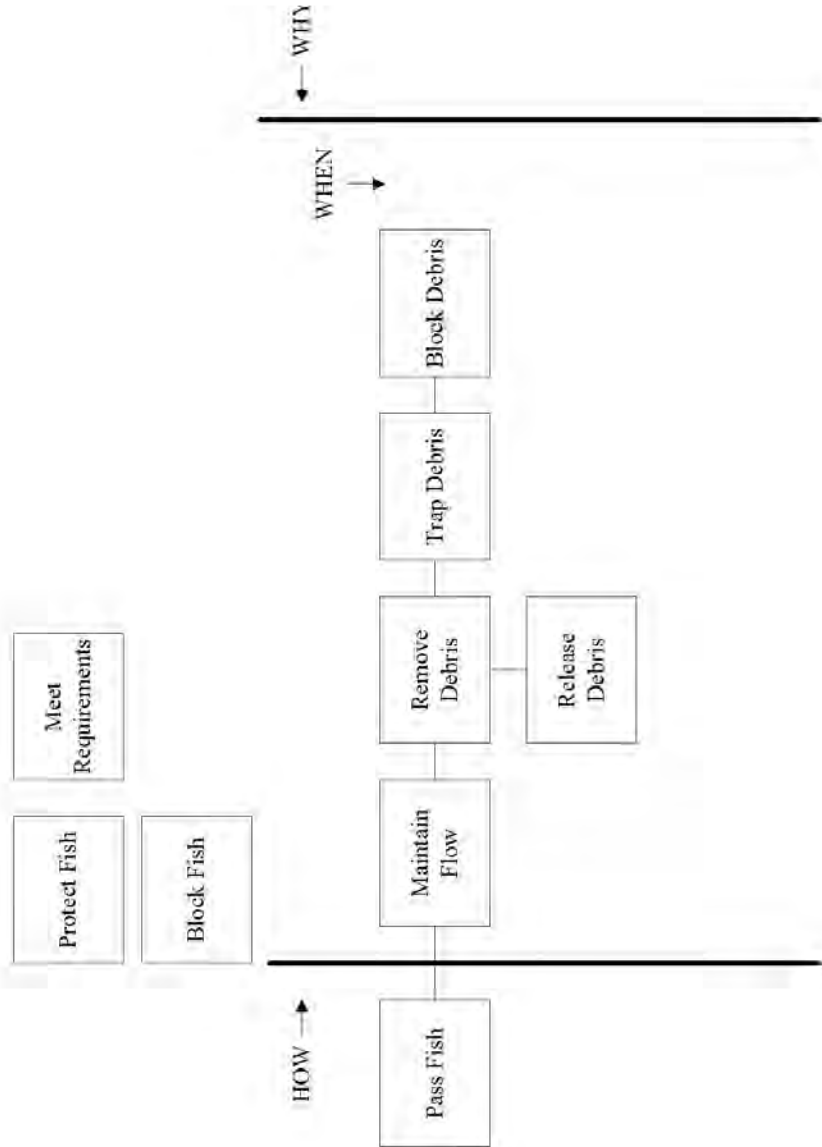 Protect Fish
Meet
Requirements
Block Fish
HOW
WHEN
WHY
Pass Fish
Maintain
Flow
Remove
Debris
Trap Debris
Block Debris
Release
Debris